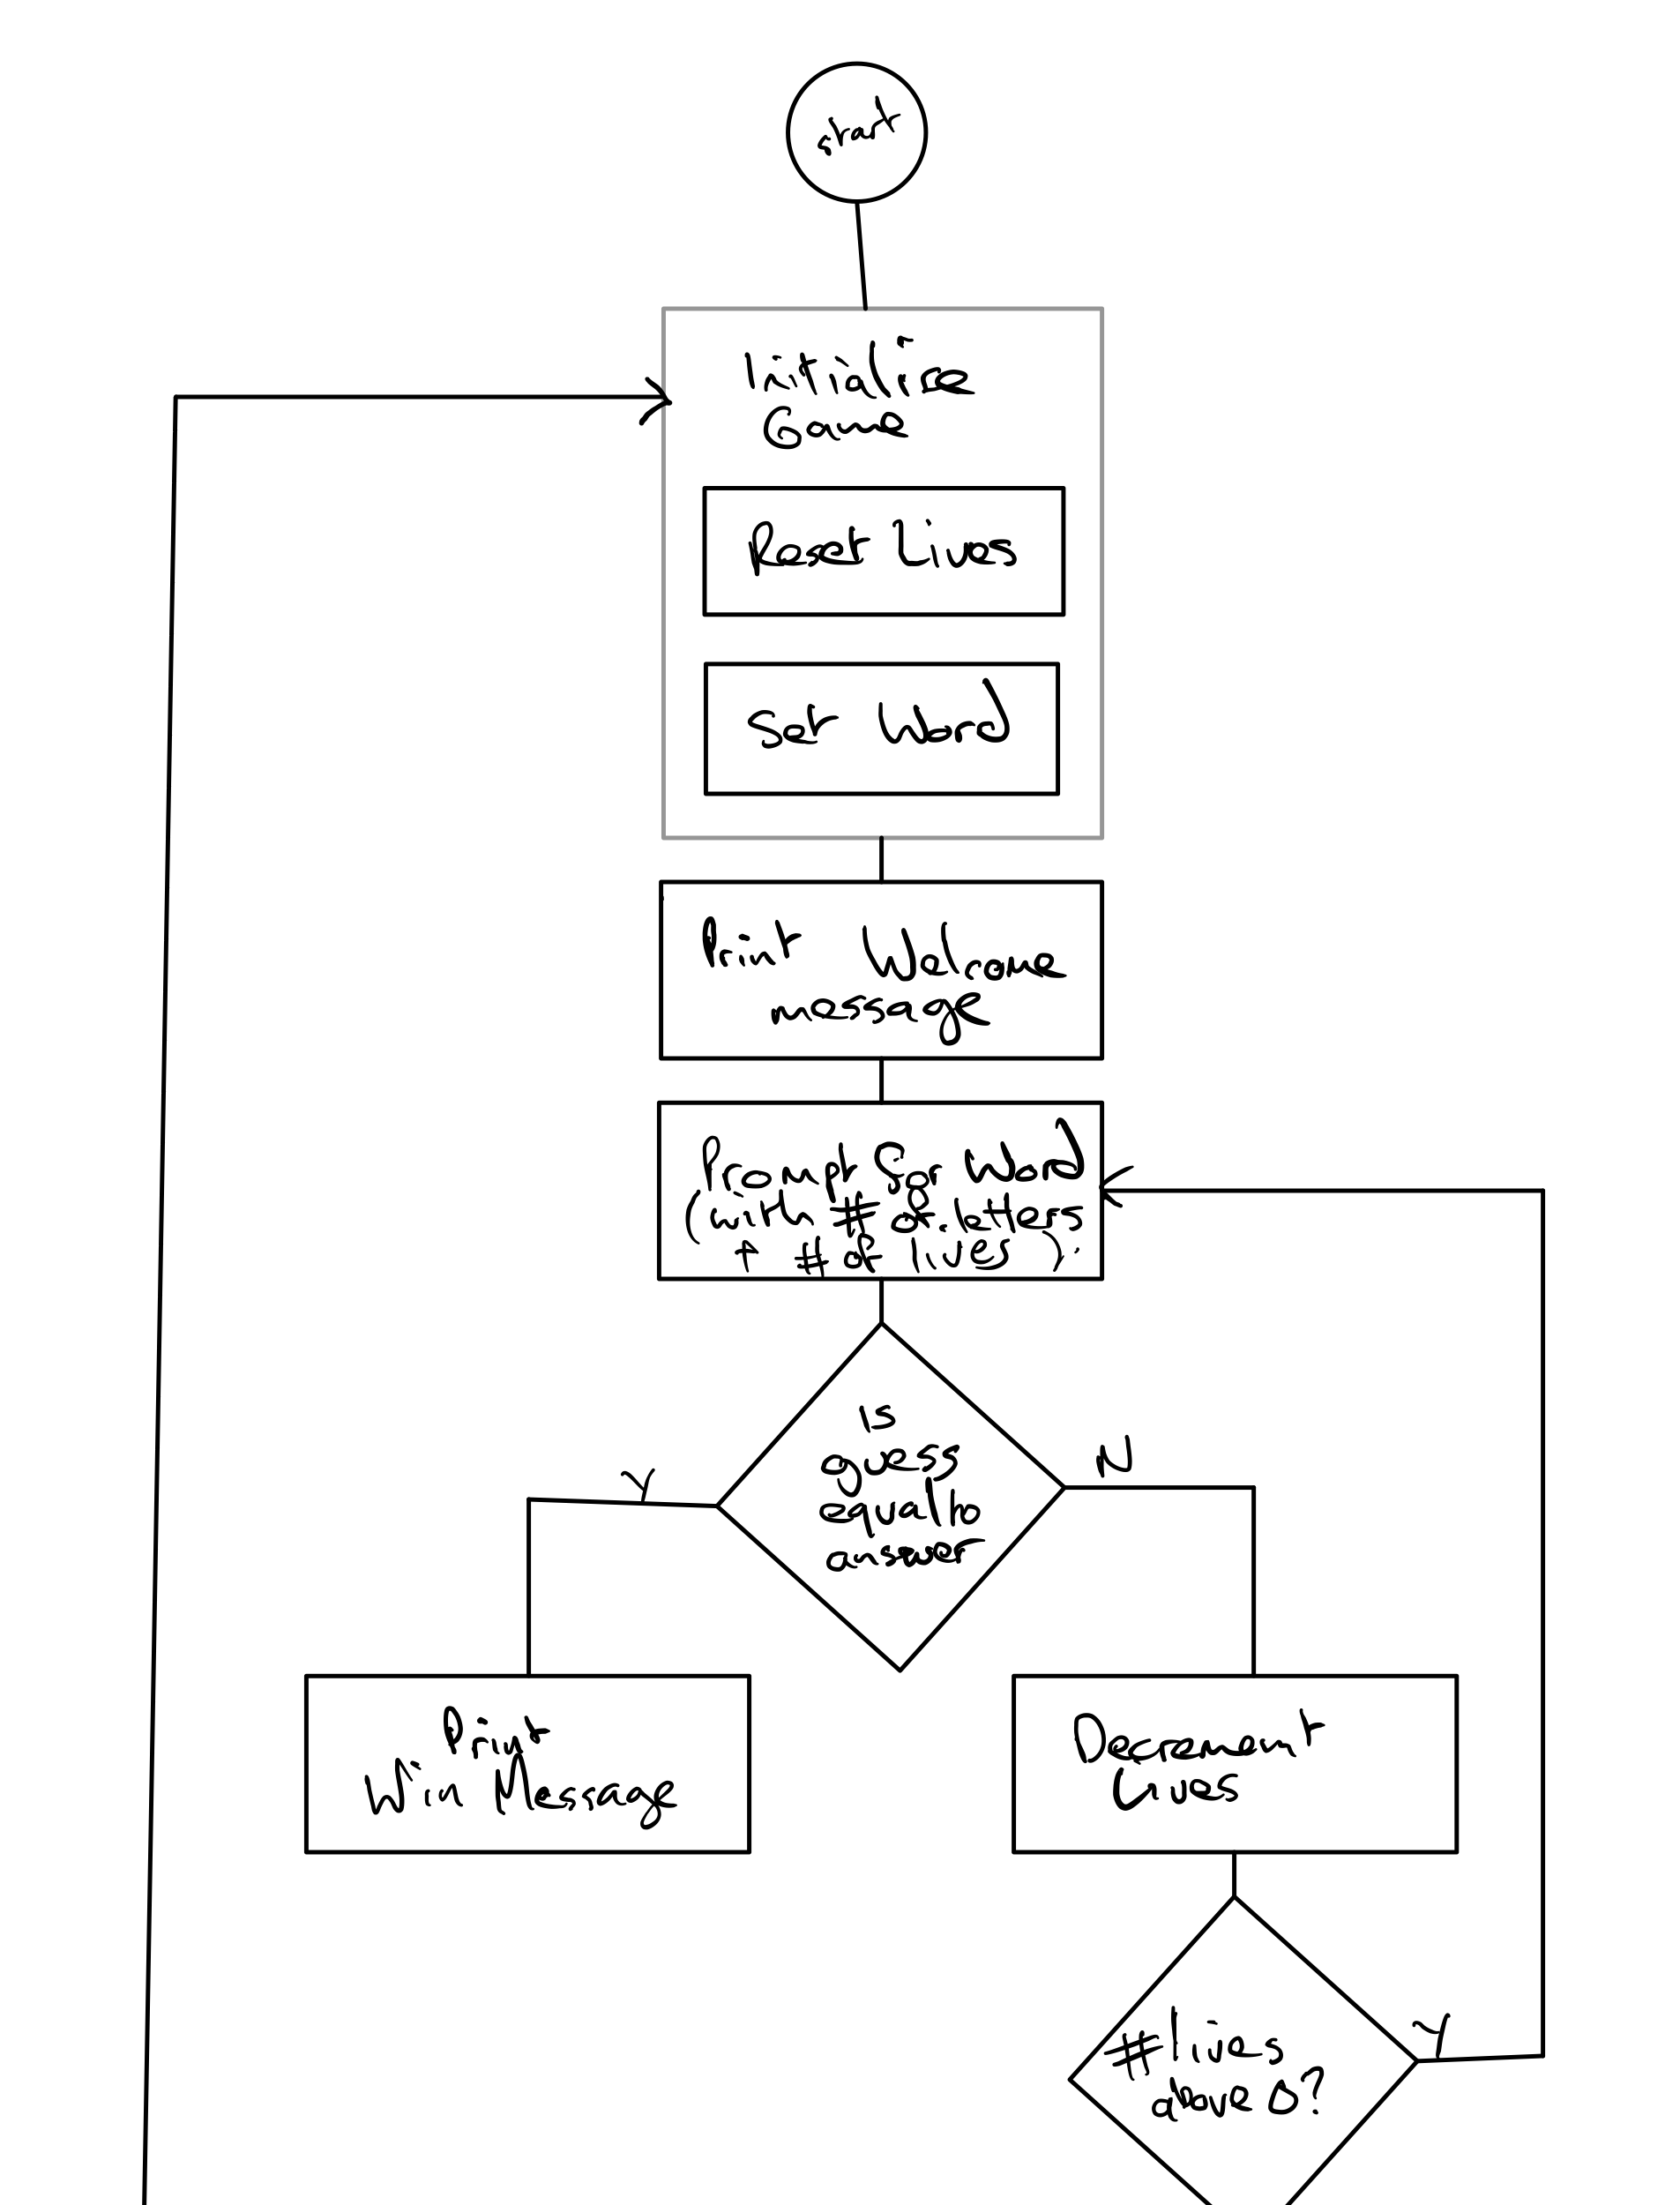 start
Initialise
Game
Reset Lives
Set Word
Print Welcome
message
Prompt for Word
(with # of letters
+ # of lives).
Is
guess
equal to
answer
Y
N
Print
Win Message
Decrement
Lives
# lives
above 0?
Y